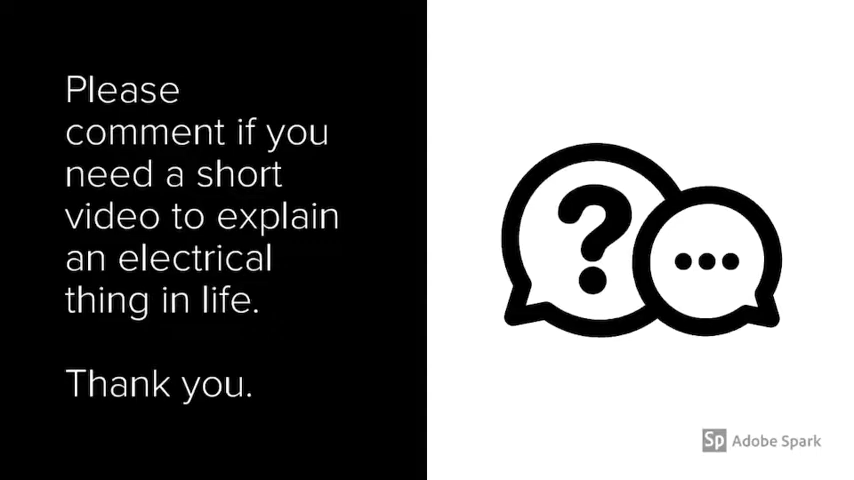 Please
comment if you
need a short
video to explain
an electrical
thing in life.
Thank you.
Sp Adobe Spark